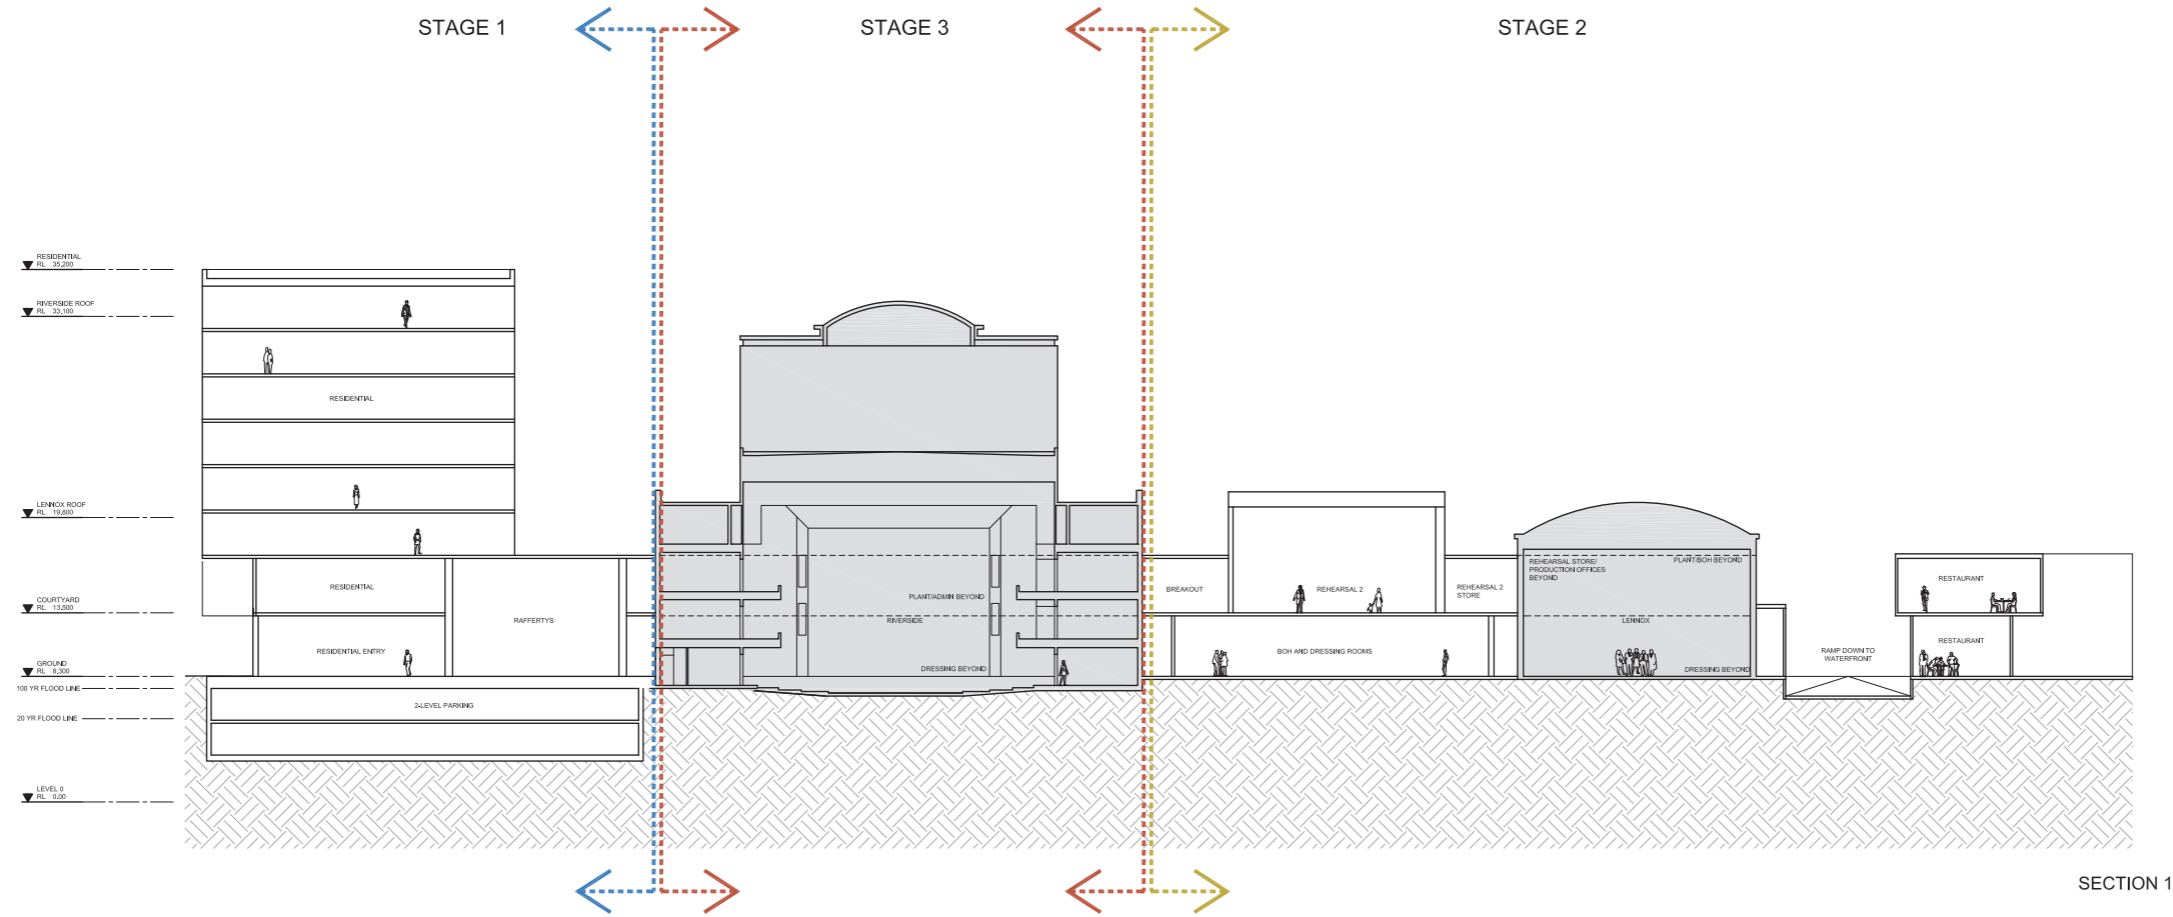 STAGE 1
STAGE 3
STAGE 2
RESIDENTIAL
RL 35,200
RIVERSIDE ROOF
RL 33,100
LENNOX ROOF
RL 19,800
COURTYARD
RL 13,500
GROUND
RL 8,300
100 YR FLOOD LINE
20 YR FLOOD LINE
LEVEL 0
RL 0.00
RESIDENTIAL
RESIDENTIAL
RAFFERTYS
RESIDENTIAL ENTRY
2-LEVEL PARKING
PLANT/ADMIN BEYOND
RIVERSIDE
DRESSING BEYOND
BREAKOUT
REHEARSAL 2
REHEARSAL 2
STORE
BOH AND DRESSING ROOMS
REHEARSAL STORE/
PRODUCTION OFFICES
BEYOND
PLANT/BOH BEYOND
LENNOX
DRESSING BEYOND
RAMP DOWN TO
WATERFRONT
RESTAURANT
RESTAURANT
SECTION 1